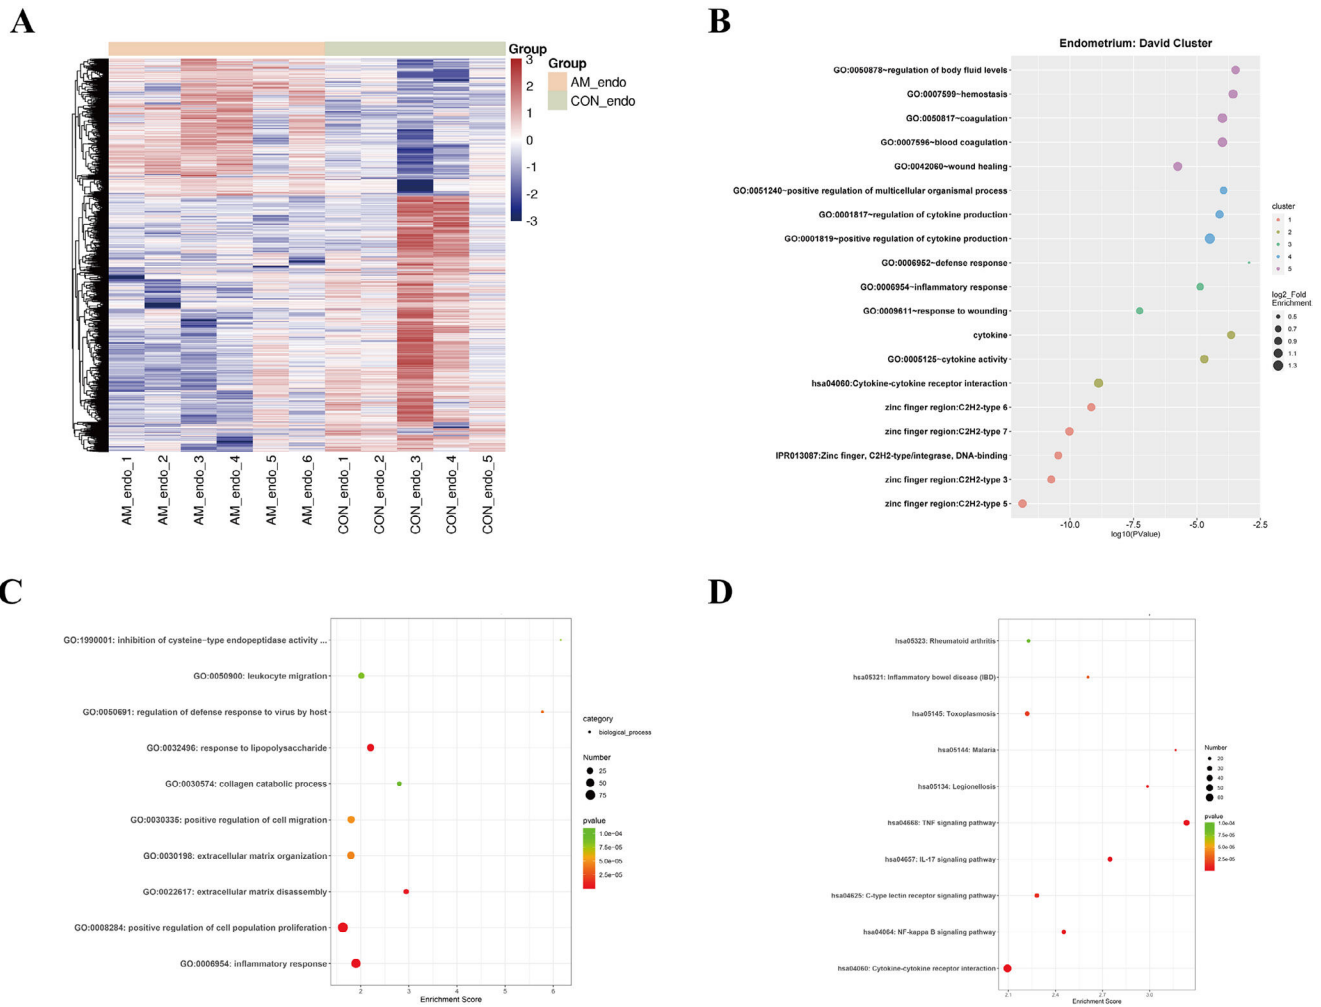 A
Group
3
2
1
0
-1
-2
-3
Group
AM_endo
CON_endo
AM_endo_1
AM_endo_2
AM_endo_3
AM_endo_4
AM_endo_5
AM_endo_6
CON_endo_1
CON_endo_2
CON_endo_3
CON_endo_4
CON_endo_5
B
Endometrium: David Cluster
GO:0050878~regulation of body fluid levels
GO:0007599~hemostasis
GO:0050817~coagulation
GO:0007596~blood coagulation
GO:0042060~wound healing
GO:0051240~positive regulation of multicellular organismal process
GO:0001817~regulation of cytokine production
GO:0001819~positive regulation of cytokine production
GO:0006952~defense response
GO:0006954~inflammatory response
GO:0009611~response to wounding
cytokine
GO:0005125~cytokine activity
hsa04060:Cytokine-cytokine receptor interaction
zinc finger region:C2H2-type 6
zinc finger region:C2H2-type 7
IPR013087:Zinc finger, C2H2-type/integrase, DNA-binding
zinc finger region:C2H2-type 3
zinc finger region:C2H2-type 5
-10.0 -7.5 -5.0 -2.5
log10(PValue)
cluster
1
2
3
4
5
log2_Fold
Enrichment
0.5
0.7
0.9
1.1
1.3
C
GO:1990001: inhibition of cysteine-type endopeptidase activity ...
GO:0050900: leukocyte migration
GO:0050691: regulation of defense response to virus by host
GO:0032496: response to lipopolysaccharide
GO:0030574: collagen catabolic process
GO:0030335: positive regulation of cell migration
GO:0030198: extracellular matrix organization
GO:0022617: extracellular matrix disassembly
GO:0008284: positive regulation of cell population proliferation
GO:0006954: inflammatory response
2 3 4 5 6
Enrichment Score
category
biological_process
Number
25
50
75
pvalue
1.0e-04
7.5e-05
5.0e-05
2.5e-05
D
hsa05323: Rheumatoid arthritis
hsa05321: Inflammatory bowel disease (IBD)
hsa05145: Toxoplasmosis
hsa05144: Malaria
hsa05134: Legionellosis
hsa04668: TNF signaling pathway
hsa04657: IL-17 signaling pathway
hsa04625: C-type lectin receptor signaling pathway
hsa04064: NF-kappa B signaling pathway
hsa04060: Cytokine-cytokine receptor interaction
2.1 2.4 2.7 3.0
Enrichment Score
Number
20
30
40
50
60
pvalue
1.0e-04
7.5e-05
5.0e-05
2.5e-05